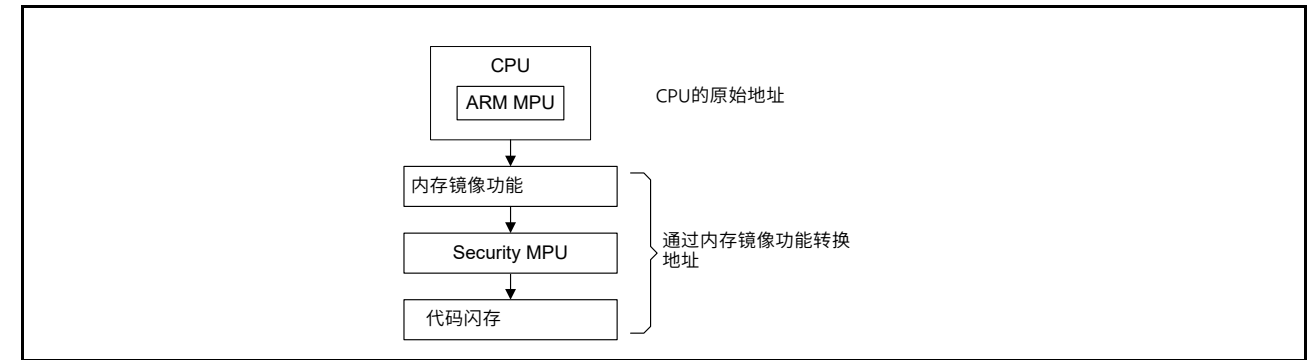 CPU
ARM MPU
CPU的原始地址
内存镜像功能
Security MPU
通过内存镜像功能转换
地址
代码闪存